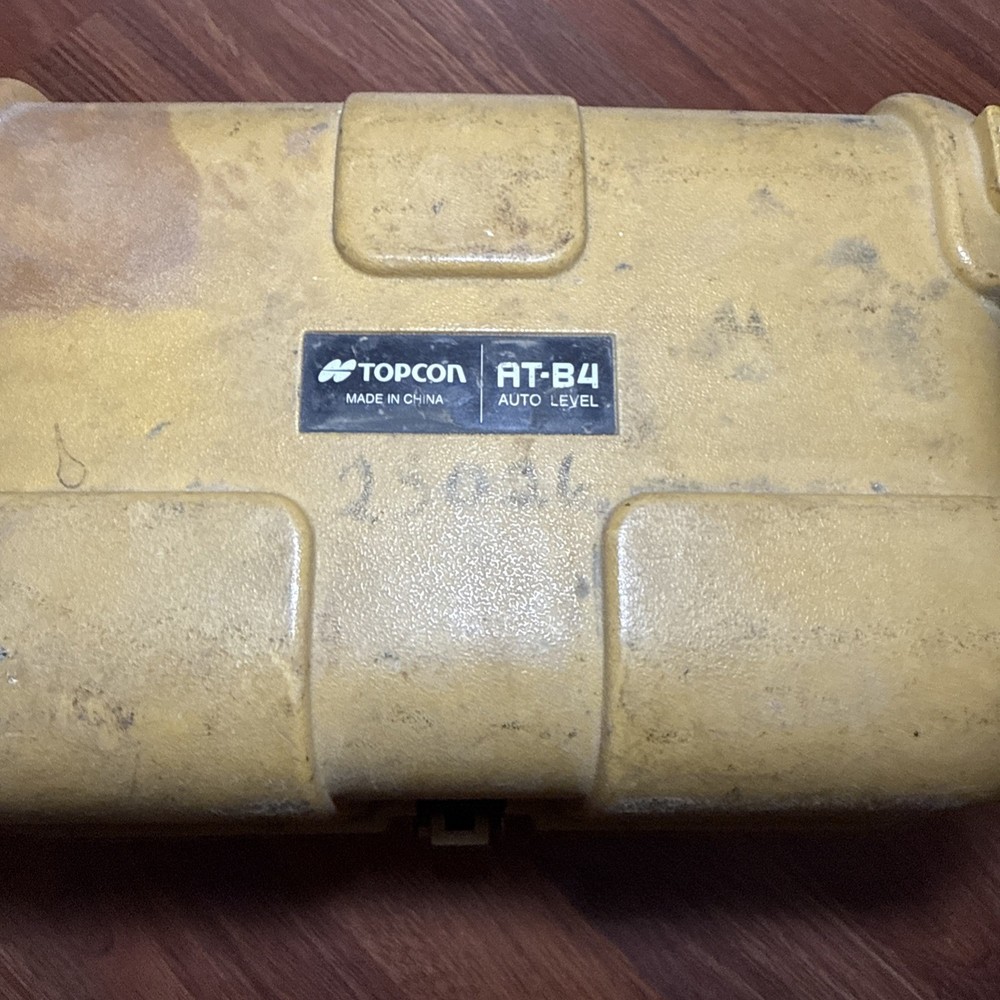 TOPCON
MADE IN CHINA
AT-B4
AUTO LEVEL